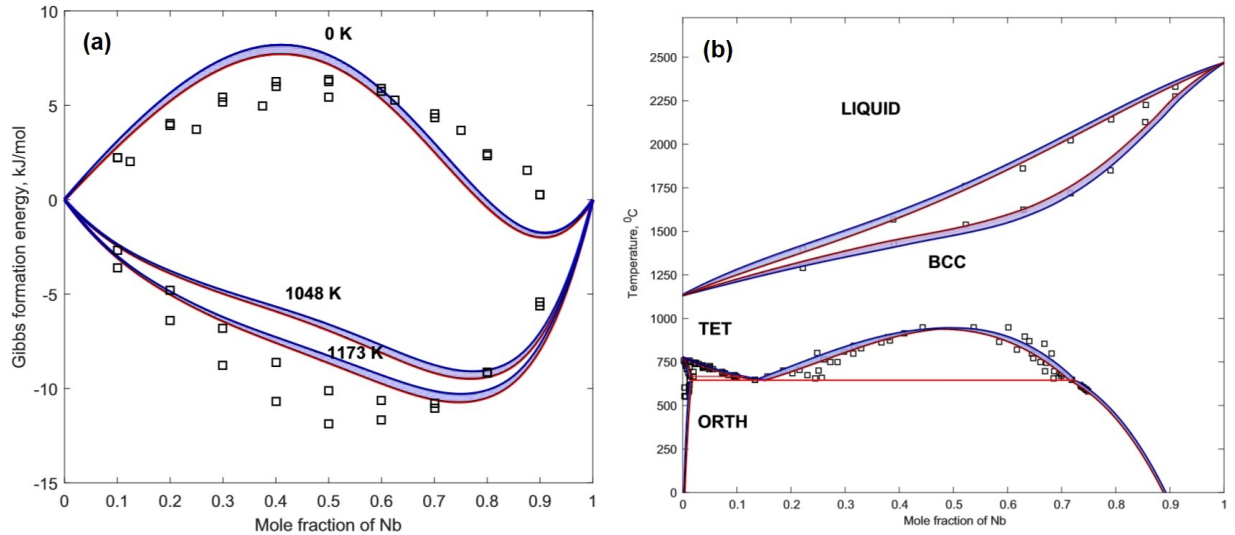 (a)
0 K
1048 K
1173 K
Gibbs formation energy, kJ/mol
10
5
0
-5
-10
-15
0 0.1 0.2 0.3 0.4 0.5 0.6 0.7 0.8 0.9 1
Mole fraction of Nb
(b)
LIQUID
BCC
TET
ORTH
Temperature, ⁰C
2500
2250
2000
1750
1500
1250
1000
750
500
250
0
0 0.1 0.2 0.3 0.4 0.5 0.6 0.7 0.8 0.9 1
Mole fraction of Nb